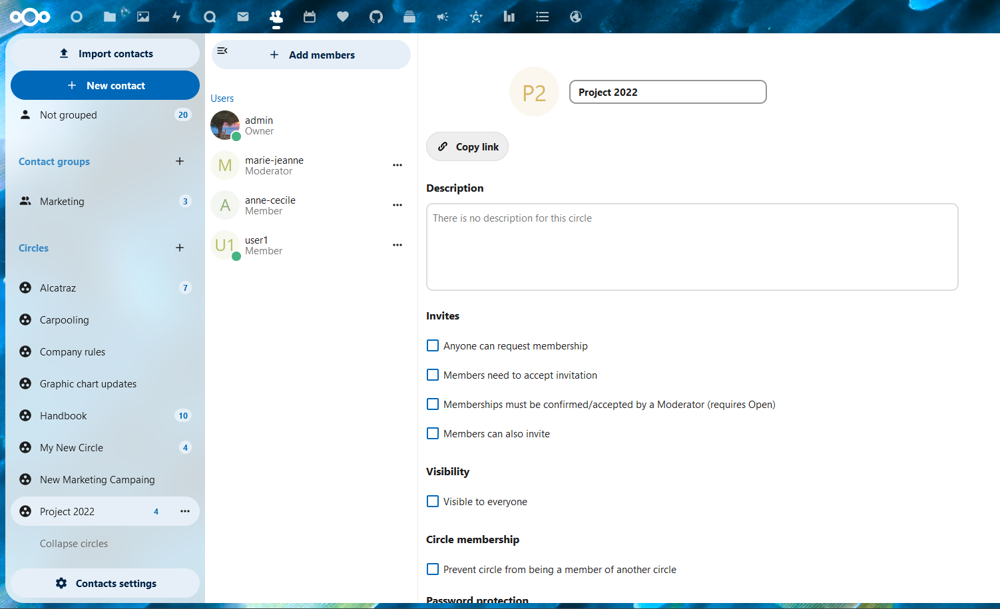 Import contacts
New contact
Not grouped 20
Contact groups
Marketing 3
Circles
Alcatraz 7
Carpooling
Company rules
Graphic chart updates
Handbook 10
My New Circle 4
New Marketing Campaing
Project 2022 4
Collapse circles
Contacts settings
Add members
Users
admin
Owner
M
marie-jeanne
Moderator
A
anne-cecile
Member
U1
user1
Member
P2
Project 2022
Copy link
Description
There is no description for this circle
Invites
Anyone can request membership
Members need to accept invitation
Memberships must be confirmed/accepted by a Moderator (requires Open)
Members can also invite
Visibility
Visible to everyone
Circle membership
Prevent circle from being a member of another circle
Password protection